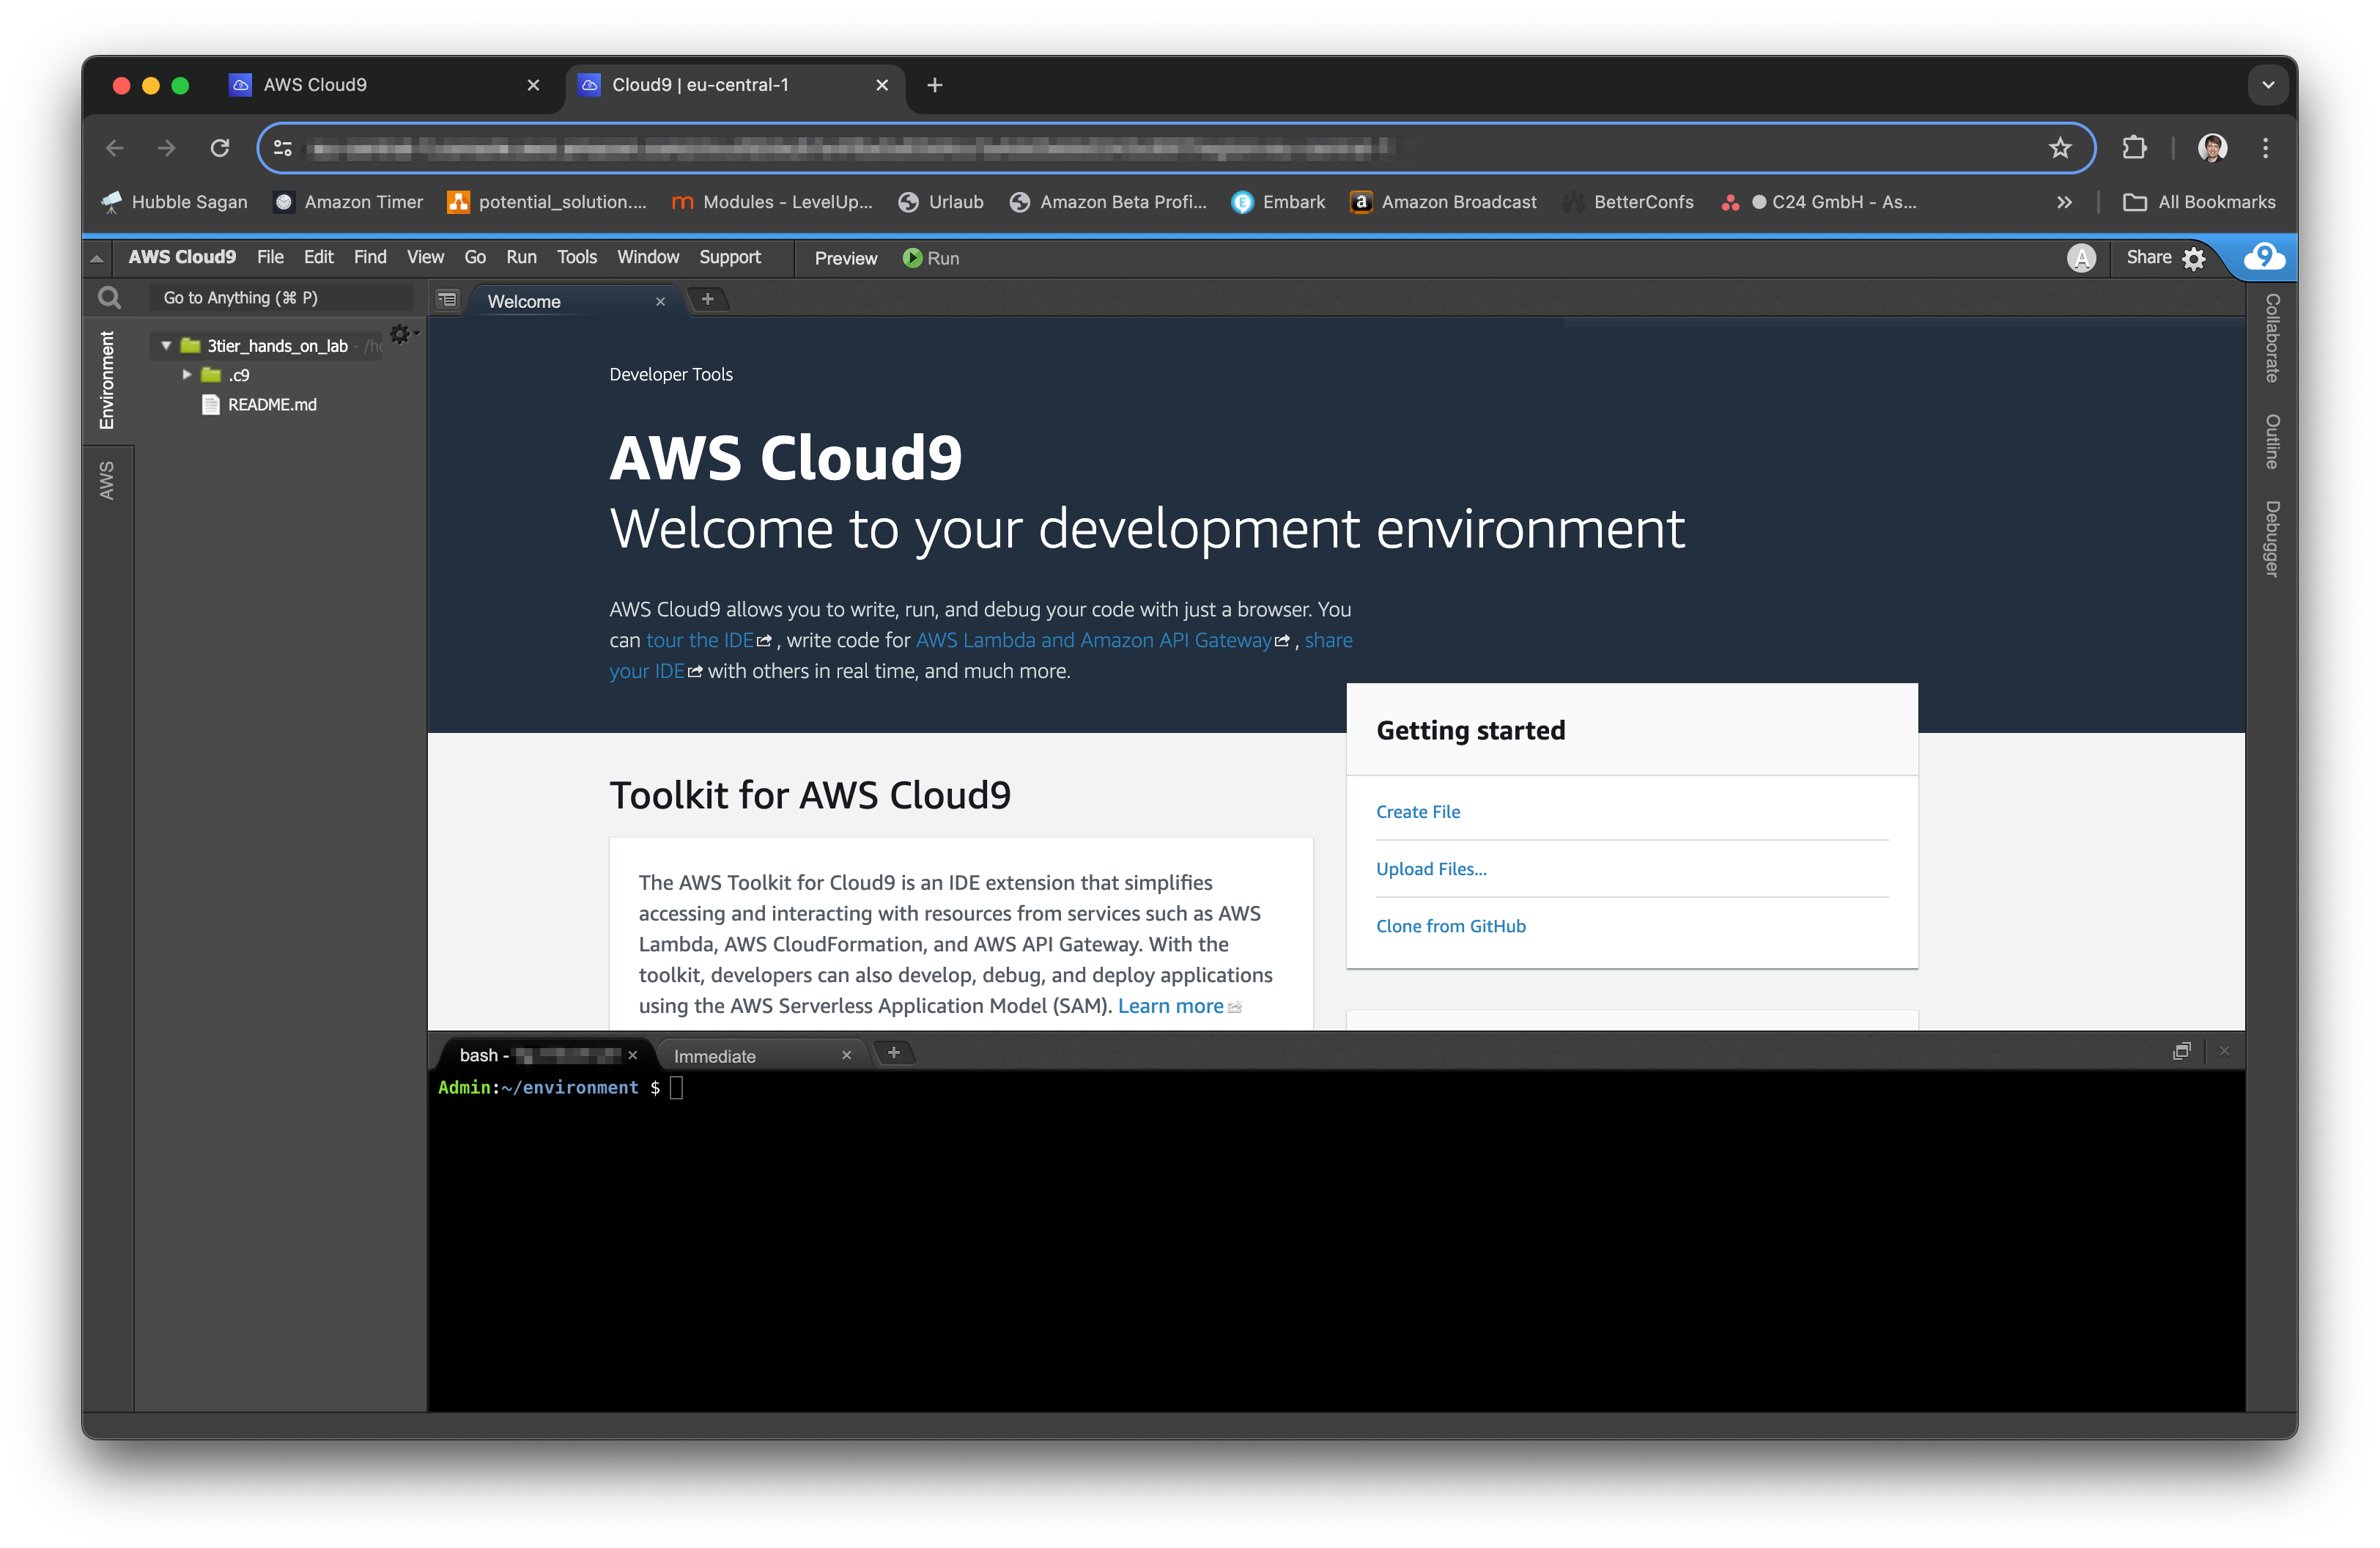 AWS Cloud9
Cloud9 | eu-central-1
Hubble Sagan
Amazon Timer
potential_solution....
Modules - LevelUp...
Urlaub
Amazon Beta Profi...
Embark
Amazon Broadcast
BetterConfs
C24 GmbH - As...
All Bookmarks
AWS Cloud9 File Edit Find View Go Run Tools Window Support Preview Run
A
Share
9
Go to Anything (⌘ P)
Environment
AWS
3tier_hands_on_lab
.c9
README.md
Welcome
Collaborate
Outline
Debugger
Developer Tools
AWS Cloud9
Welcome to your development environment
AWS Cloud9 allows you to write, run, and debug your code with just a browser. You
can tour the IDE , write code for AWS Lambda and Amazon API Gateway , share
your IDE with others in real time, and much more.
Getting started
Create File
Upload Files...
Clone from GitHub
Toolkit for AWS Cloud9
The AWS Toolkit for Cloud9 is an IDE extension that simplifies
accessing and interacting with resources from services such as AWS
Lambda, AWS CloudFormation, and AWS API Gateway. With the
toolkit, developers can also develop, debug, and deploy applications
using the AWS Serverless Application Model (SAM). Learn more
bash -
Immediate
Admin:~/environment $